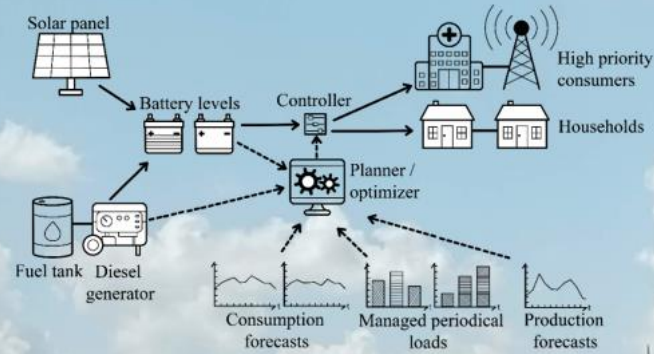 Solar panel
Battery levels
Controller
High priority
consumers
Households
Planner /
optimizer
Fuel tank
Diesel
generator
t
t
t
t
t
Consumption
forecasts
Managed periodical
loads
Production
forecasts